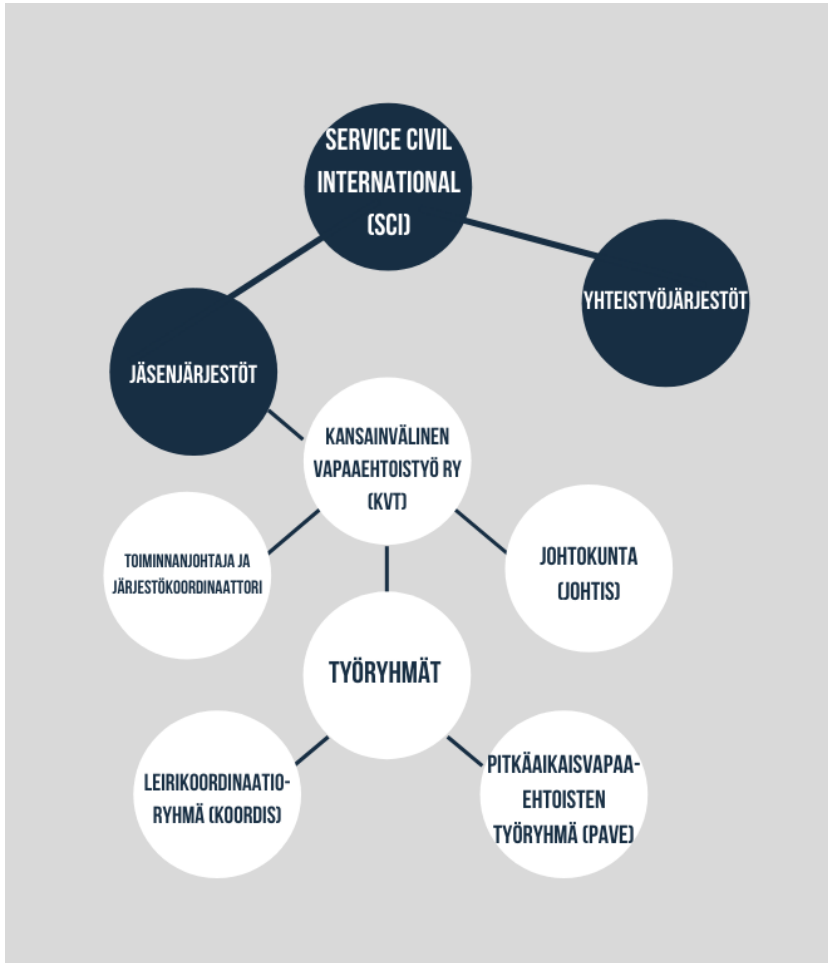 SERVICE CIVIL
INTERNATIONAL
(SCI)
YHTEISTYÖJÄRJESTÖT
JÄSENJÄRJESTÖT
KANSAINVÄLINEN
VAPAAEHTOISTYÖ RY
(KVT)
TOIMINNANJOHTAJA JA
JÄRJESTÖKOORDINAATTORI
JOHTOKUNTA
(JOHTIS)
TYÖRYHMÄT
LEIRIKOORDINAATIO-
RYHMÄ (KOORDIS)
PITKÄAIKAISVAPAA-
EHTOISTEN
TYÖRYHMÄ (PAVE)